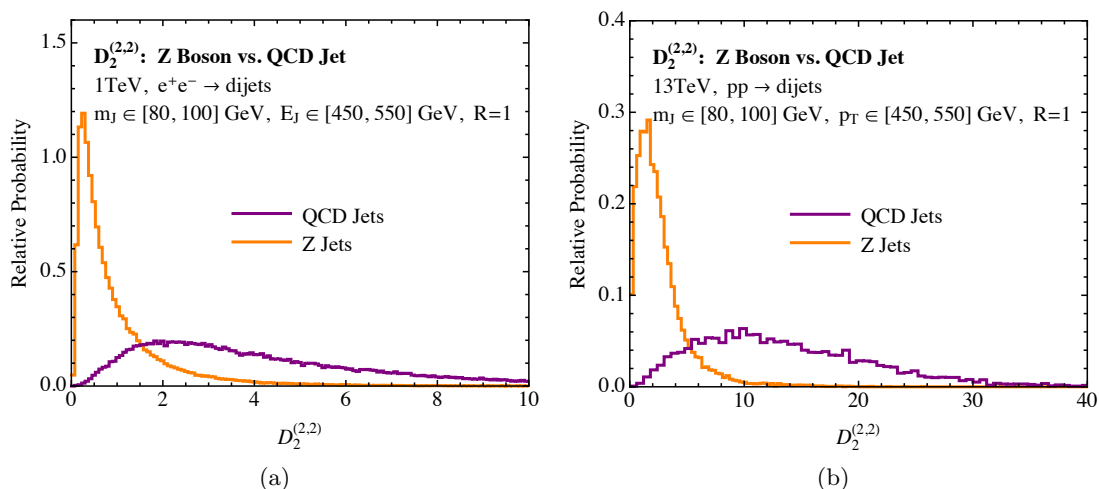 D₂^(2,2): Z Boson vs. QCD Jet
1TeV, e⁺e⁻ → dijets
m_J ∈ [80, 100] GeV, E_J ∈ [450, 550] GeV, R=1
QCD Jets
Z Jets
Relative Probability
1.5
1.0
0.5
0.0
0 2 4 6 8 10
D₂^(2,2)
(a)
D₂^(2,2): Z Boson vs. QCD Jet
13TeV, pp → dijets
m_J ∈ [80, 100] GeV, p_T ∈ [450, 550] GeV, R=1
QCD Jets
Z Jets
Relative Probability
0.4
0.3
0.2
0.1
0.0
0 10 20 30 40
D₂^(2,2)
(b)